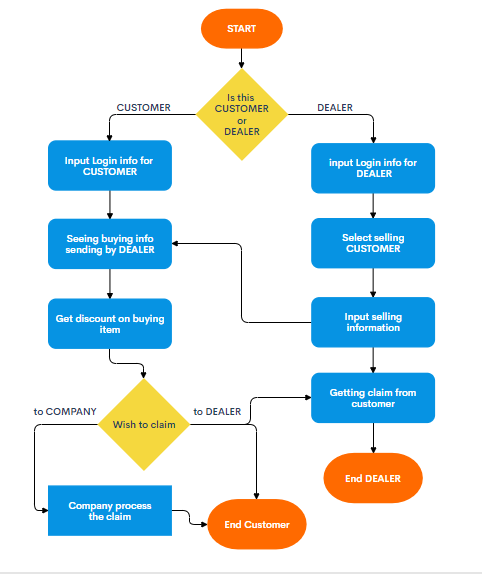 START
Is this
CUSTOMER
or
DEALER
CUSTOMER
DEALER
Input Login info for
CUSTOMER
input Login info for
DEALER
Seeing buying info
sending by DEALER
Select selling
CUSTOMER
Get discount on buying
item
Input selling
information
Getting claim from
customer
to COMPANY
Wish to claim
to DEALER
End DEALER
Company process
the claim
End Customer